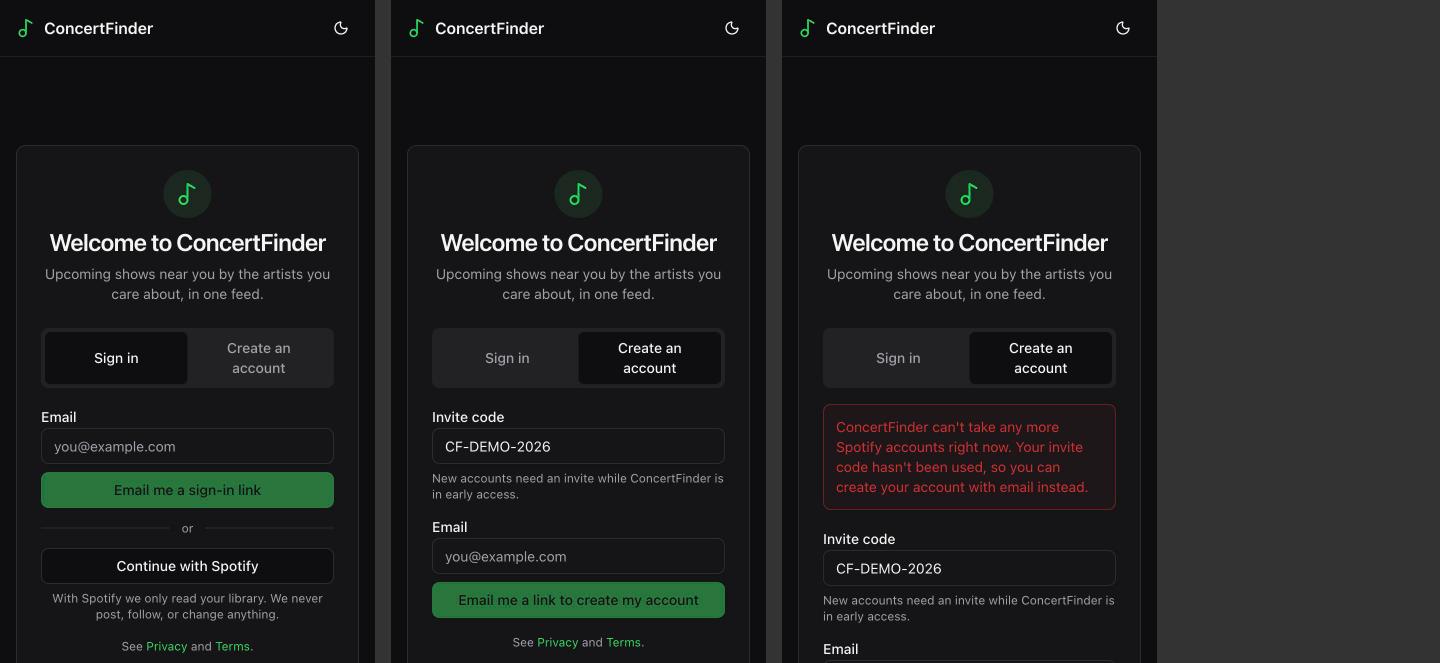 ConcertFinder
Welcome to ConcertFinder
Upcoming shows near you by the artists you
care about, in one feed.
Sign in
Create an
account
Email
you@example.com
Email me a sign-in link
or
Continue with Spotify
With Spotify we only read your library. We never
post, follow, or change anything.
See Privacy and Terms.
ConcertFinder
Welcome to ConcertFinder
Upcoming shows near you by the artists you
care about, in one feed.
Sign in
Create an
account
Invite code
CF-DEMO-2026
New accounts need an invite while ConcertFinder is
in early access.
Email
you@example.com
Email me a link to create my account
See Privacy and Terms.
ConcertFinder
Welcome to ConcertFinder
Upcoming shows near you by the artists you
care about, in one feed.
Sign in
Create an
account
ConcertFinder can't take any more
Spotify accounts right now. Your invite
code hasn't been used, so you can
create your account with email instead.
Invite code
CF-DEMO-2026
New accounts need an invite while ConcertFinder is
in early access.
Email